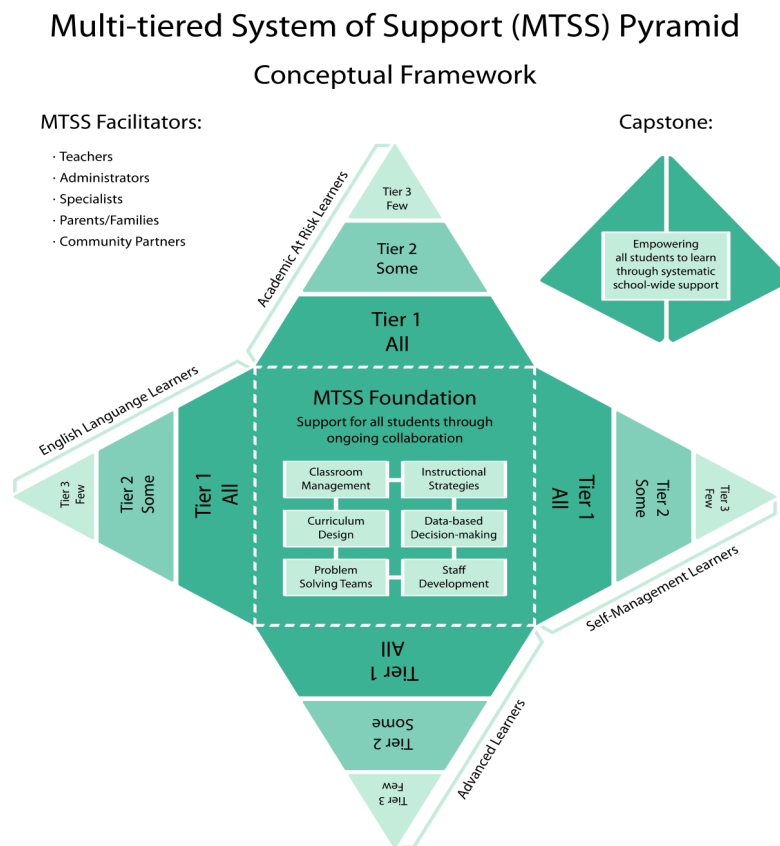 Multi-tiered System of Support (MTSS) Pyramid
Conceptual Framework
MTSS Facilitators:
· Teachers
· Administrators
· Specialists
· Parents/Families
· Community Partners
Capstone:
Empowering
all students to learn
through systematic
school-wide support
Academic At Risk Learners
Tier 3
Few
Tier 2
Some
Tier 1
All
English Languange Learners
Tier 3
Few
Tier 2
Some
Tier 1
All
MTSS Foundation
Support for all students through
ongoing collaboration
Classroom
Management
Instructional
Strategies
Curriculum
Design
Data-based
Decision-making
Problem
Solving Teams
Staff
Development
Tier 1
All
Tier 2
Some
Tier 3
Few
Self-Management Learners
Tier 1
All
Tier 2
Some
Tier 3
Few
Advanced Learners